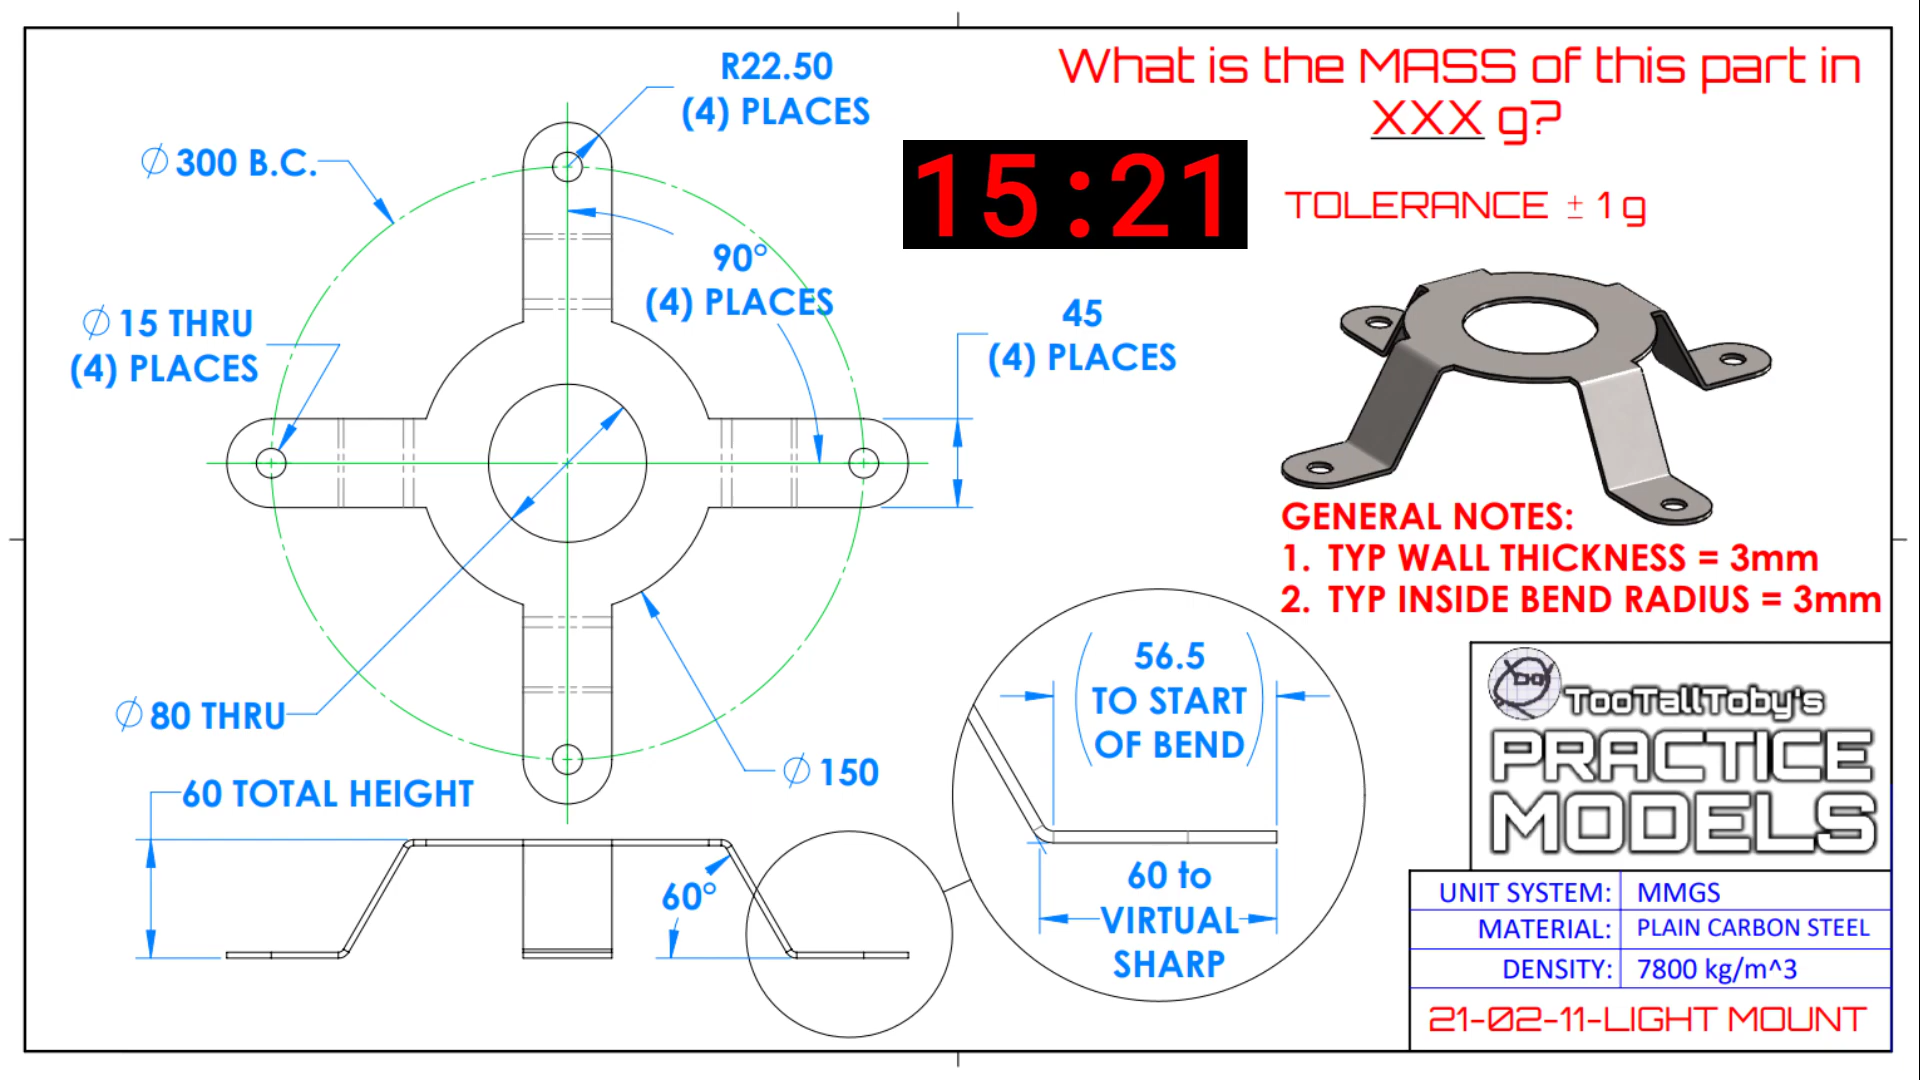 What is the MASS of this part in
XXX g?
TOLERANCE ± 1 g
15:21
R22.50
(4) PLACES
∅ 300 B.C.
90°
(4) PLACES
∅ 15 THRU
(4) PLACES
45
(4) PLACES
∅ 80 THRU
∅ 150
60 TOTAL HEIGHT
60°
(56.5
TO START
OF BEND)
60 to
VIRTUAL
SHARP
GENERAL NOTES:
1. TYP WALL THICKNESS = 3mm
2. TYP INSIDE BEND RADIUS = 3mm
TooTallToby's
PRACTICE
MODELS
UNIT SYSTEM: MMGS
MATERIAL: PLAIN CARBON STEEL
DENSITY: 7800 kg/m^3
21-02-11-LIGHT MOUNT